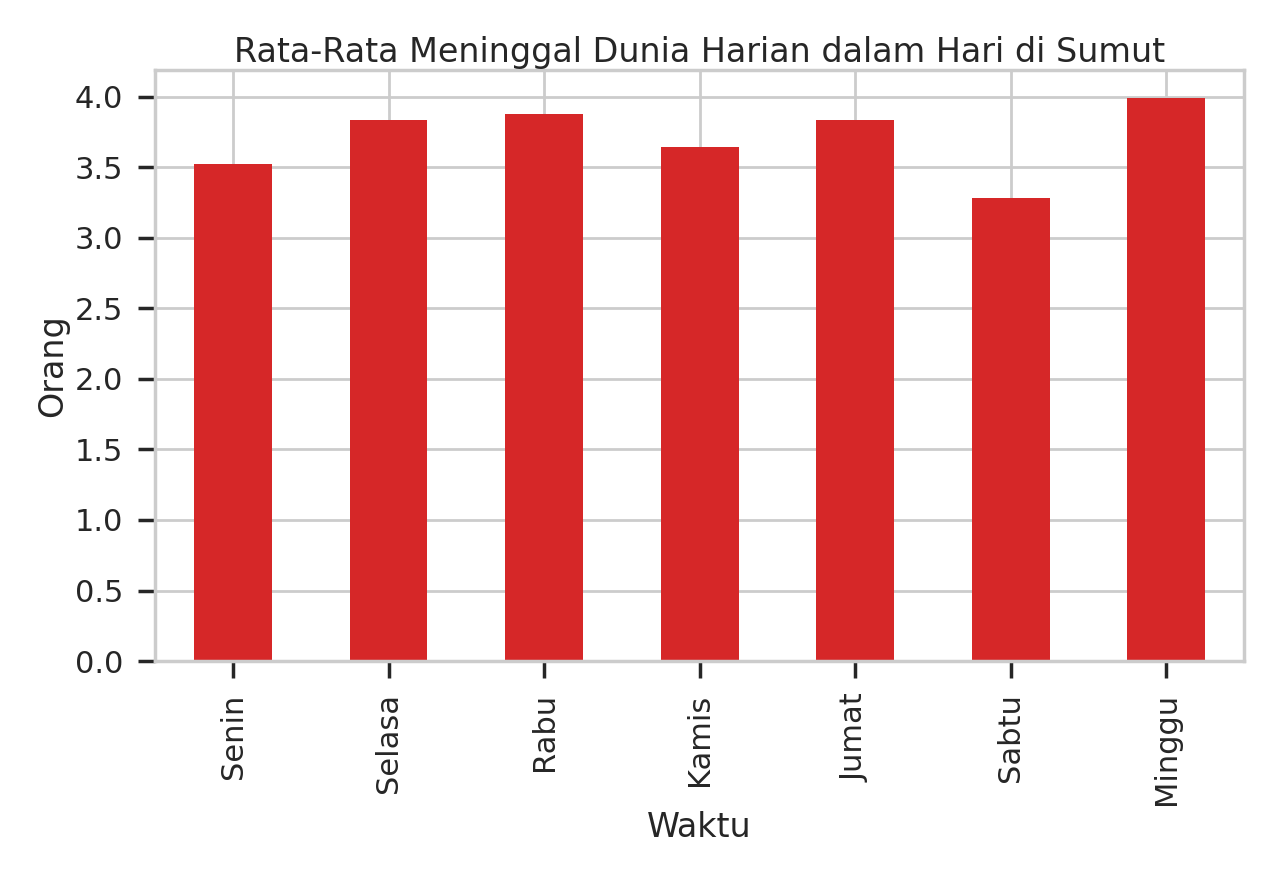 Rata-Rata Meninggal Dunia Harian dalam Hari di Sumut
4.0
3.5
3.0
2.5
2.0
1.5
1.0
0.5
0.0
Orang
Senin
Selasa
Rabu
Kamis
Jumat
Sabtu
Minggu
Waktu